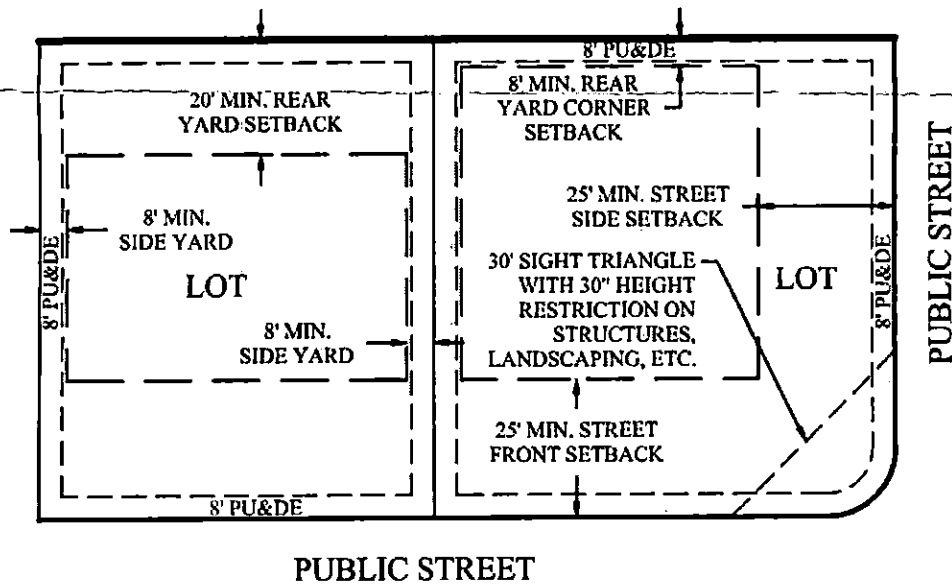 8' PU&DE
20' MIN. REAR
YARD SETBACK
8' MIN. REAR
YARD CORNER
SETBACK
25' MIN. STREET
SIDE SETBACK
8' MIN.
SIDE YARD
8' PU&DE
LOT
30' SIGHT TRIANGLE
WITH 30" HEIGHT
RESTRICTION ON
STRUCTURES,
LANDSCAPING, ETC.
LOT
8' PU&DE
PUBLIC STREET
8' MIN.
SIDE YARD
25' MIN. STREET
FRONT SETBACK
8' PU&DE
PUBLIC STREET